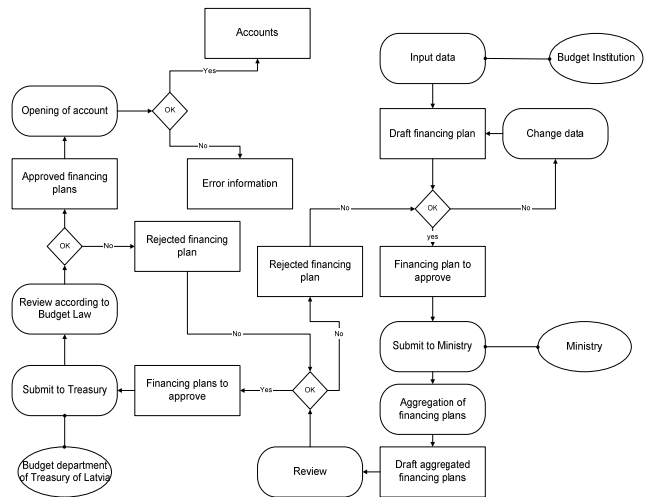 Accounts
Input data
Budget Institution
Yes
Opening of account
OK
Draft financing plan
Change data
No
Approved financing
plans
Error information
No
OK
No
yes
OK
No
Rejected financing
plan
Rejected financing
plan
Financing plan to
approve
Review according to
Budget Law
No
No
Submit to Ministry
Ministry
Submit to Treasury
Financing plans to
approve
Yes
OK
Aggregation of
financing plans
Budget department
of Treasury of Latvia
Review
Draft aggregated
financing plans